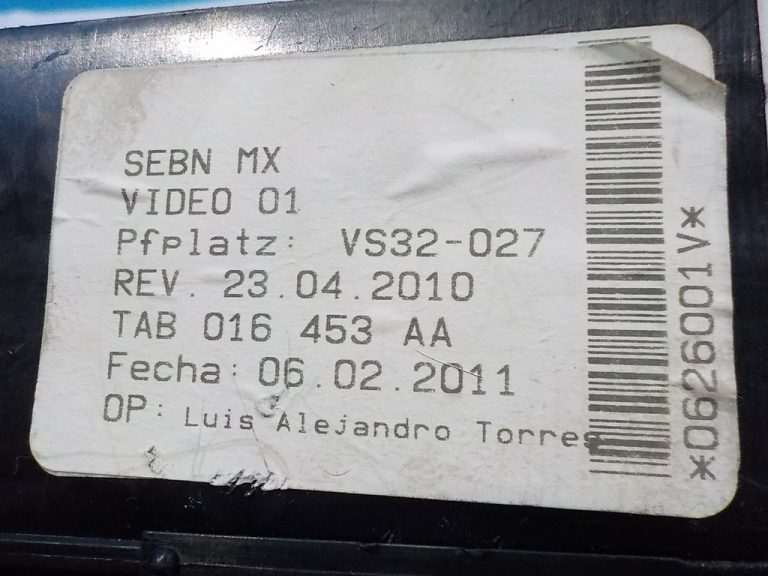 SEBN MX
VIDEO 01
Pfplatz: VS32-027
REV. 23.04.2010
TAB 016 453 AA
Fecha: 06.02.2011
OP: Luis Alejandro Torres
*0626001V*